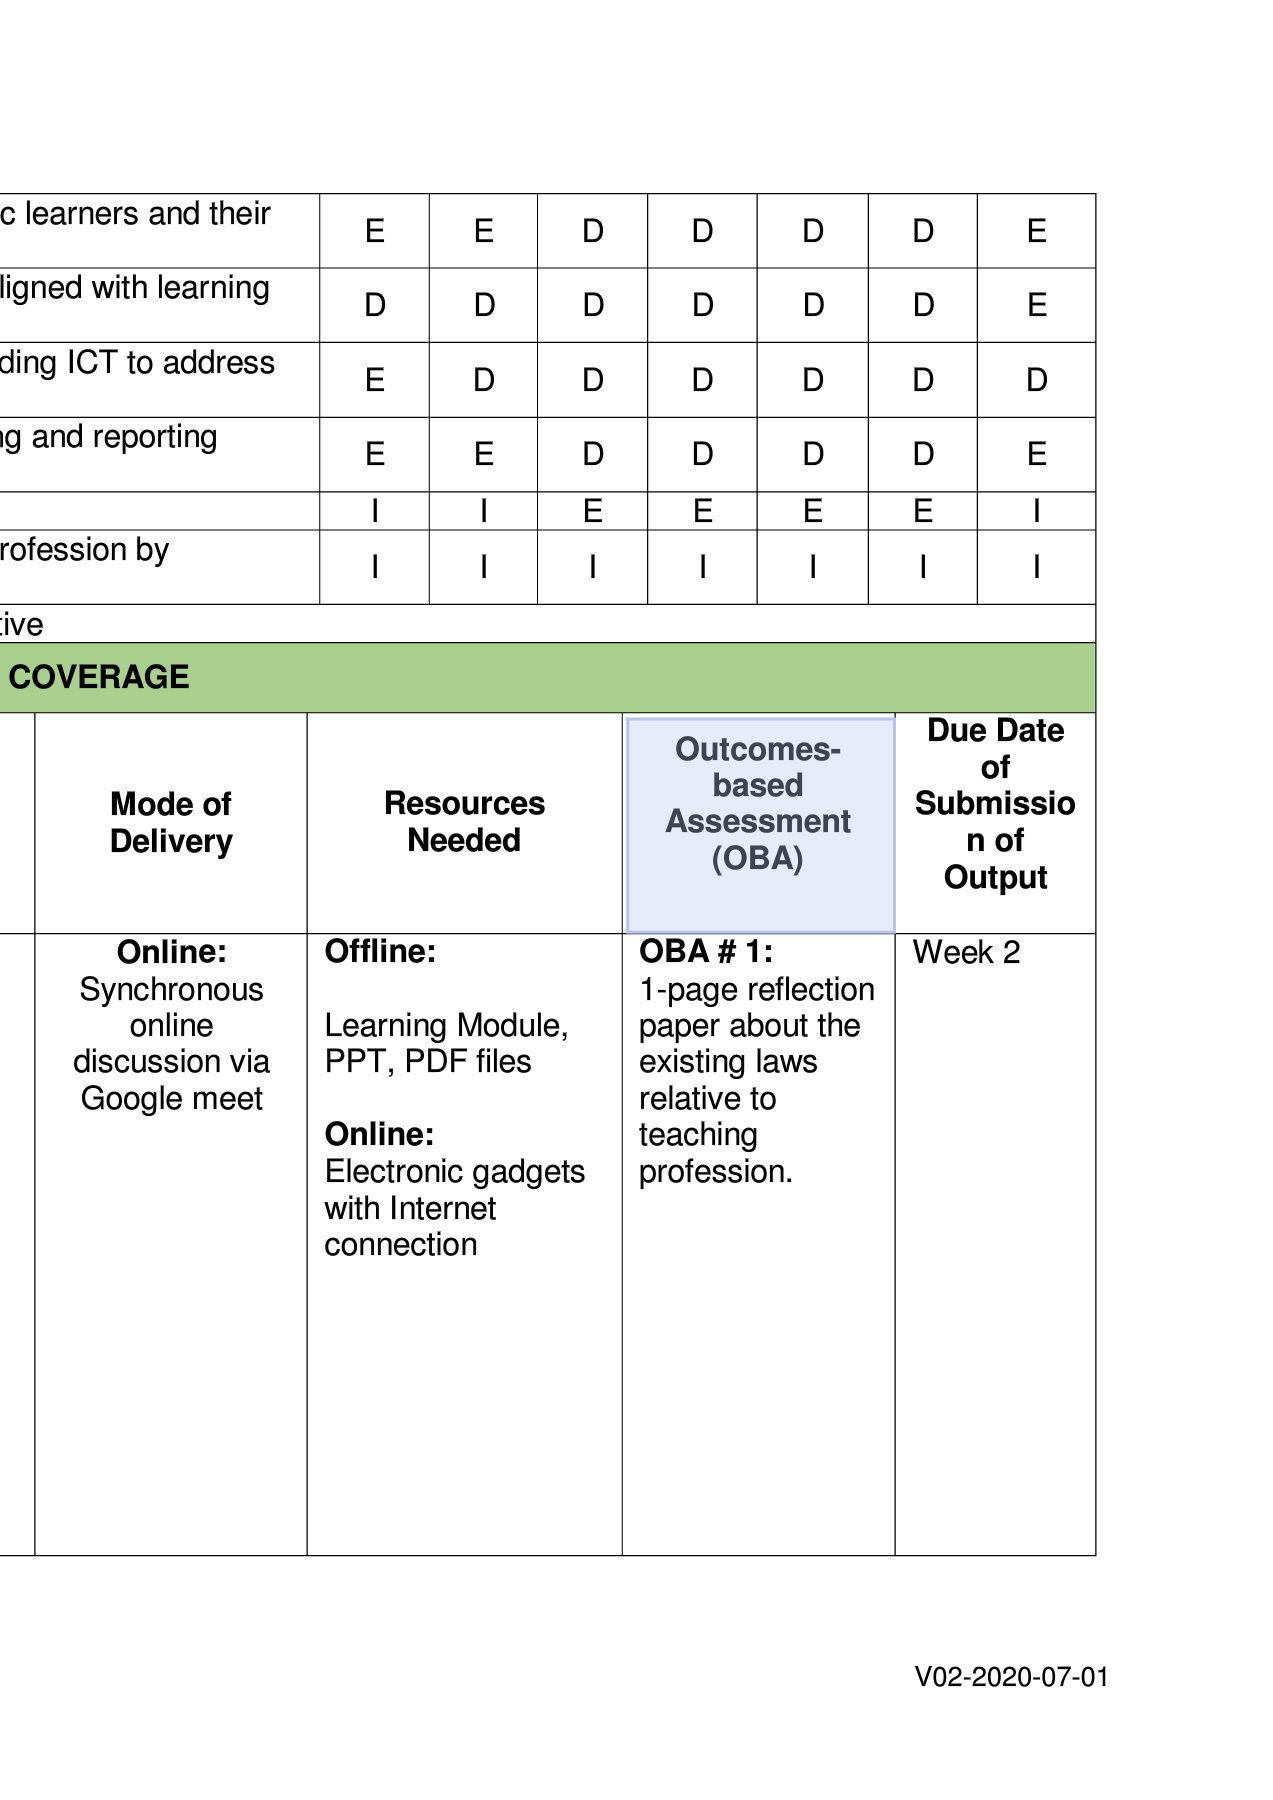 c learners and their
E E D D D D E
ligned with learning
D D D D D D E
ding ICT to address
E D D D D D D
ng and reporting
E E D D D D E
I I E E E E I
rofession by
I I I I I I I
tive
COVERAGE
Mode of
Delivery
Resources
Needed
Outcomes-
based
Assessment
(OBA)
Due Date
of
Submissio
n of
Output
Online:
Synchronous
online
discussion via
Google meet
Offline:
Learning Module,
PPT, PDF files
Online:
Electronic gadgets
with Internet
connection
OBA # 1:
1-page reflection
paper about the
existing laws
relative to
teaching
profession.
Week 2
V02-2020-07-01